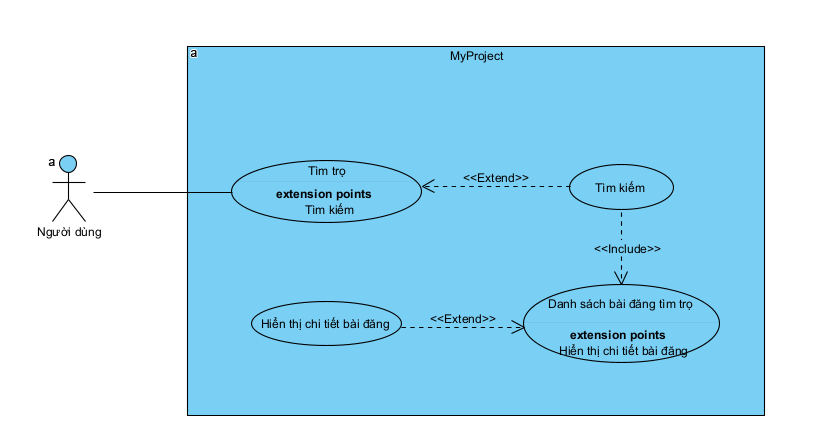 a
MyProject
a
Người dùng
Tìm trọ
extension points
Tìm kiếm
<<Extend>>
Tìm kiếm
<<Include>>
Hiển thị chi tiết bài đăng
<<Extend>>
Danh sách bài đăng tìm trọ
extension points
Hiển thị chi tiết bài đăng